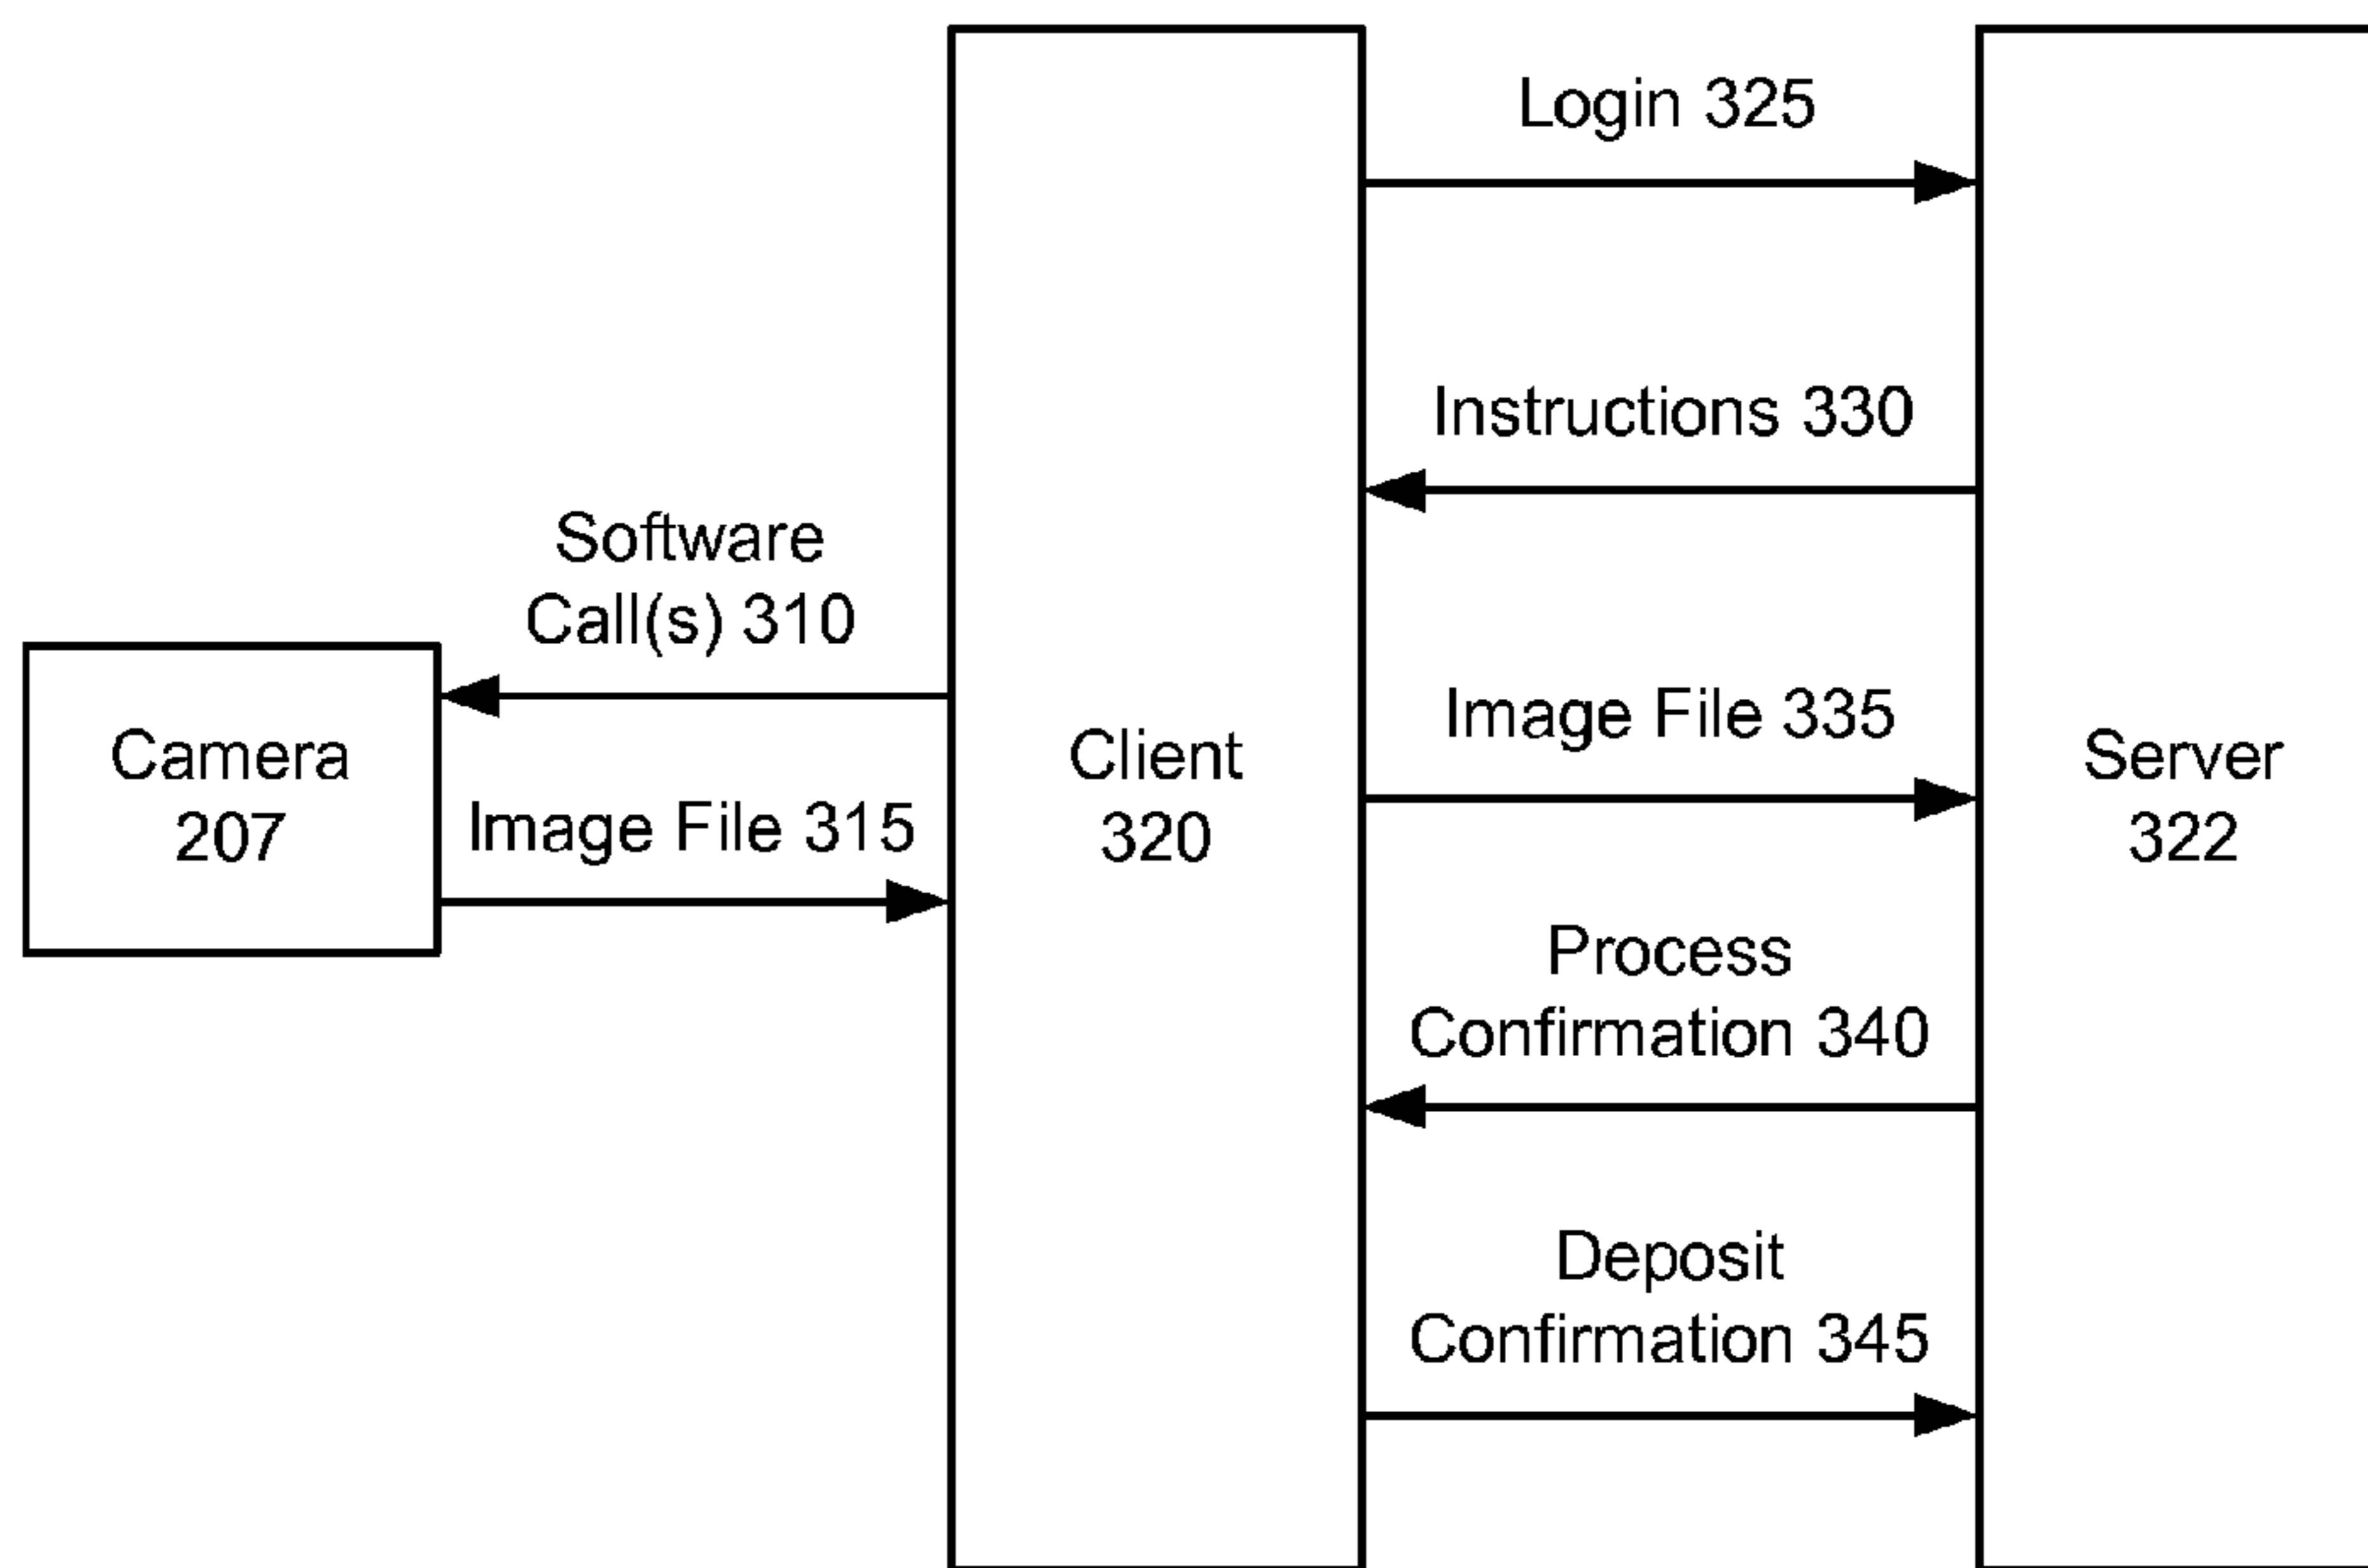 Login 325
Instructions 330
Software
Call(s) 310
Camera
207
Image File 315
Client
320
Image File 335
Server
322
Process
Confirmation 340
Deposit
Confirmation 345